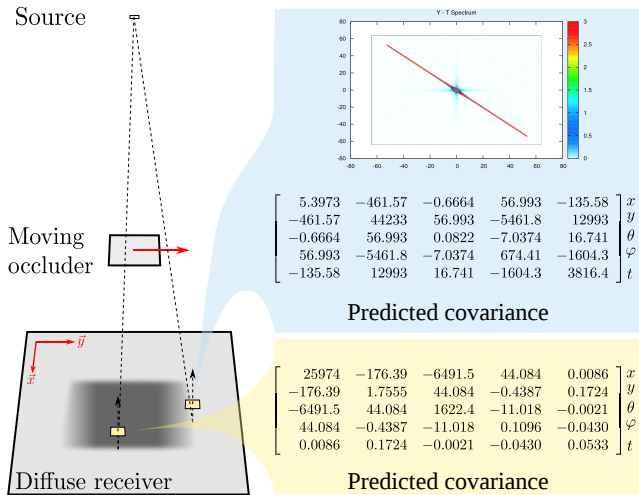 Source
Moving
occluder
x⃗
y⃗
Diffuse receiver
Y - T Spectrum
80
60
40
20
0
-20
-40
-60
-80
-80 -60 -40 -20 0 20 40 60 80
3
2.5
2
1.5
1
0.5
0
5.3973 −461.57 −0.6664 56.993 −135.58 x
−461.57 44233 56.993 −5461.8 12993 y
−0.6664 56.993 0.0822 −7.0374 16.741 θ
56.993 −5461.8 −7.0374 674.41 −1604.3 φ
−135.58 12993 16.741 −1604.3 3816.4 t
Predicted covariance
25974 −176.39 −6491.5 44.084 0.0086 x
−176.39 1.7555 44.084 −0.4387 0.1724 y
−6491.5 44.084 1622.4 −11.018 −0.0021 θ
44.084 −0.4387 −11.018 0.1096 −0.0430 φ
0.0086 0.1724 −0.0021 −0.0430 0.0533 t
Predicted covariance